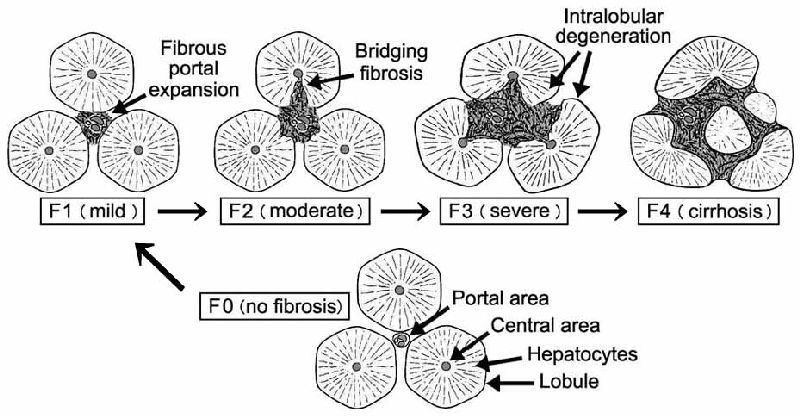 Fibrous
portal
expansion
Bridging
fibrosis
Intralobular
degeneration
F1 (mild)
F2 (moderate)
F3 (severe)
F4 (cirrhosis)
F0 (no fibrosis)
Portal area
Central area
Hepatocytes
Lobule